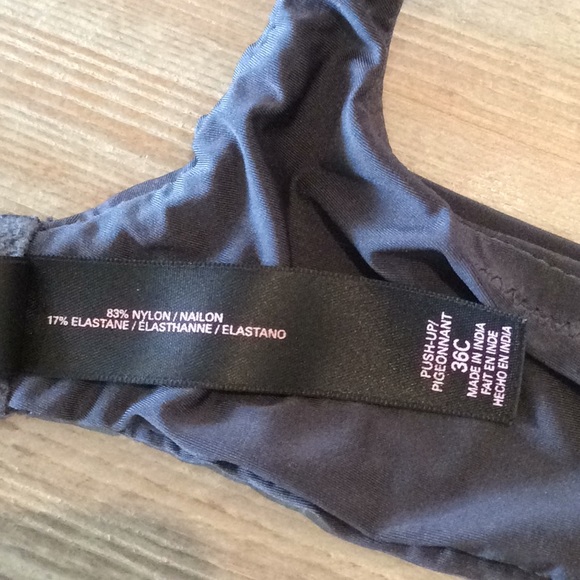 83% NYLON / NAILON
17% ELASTANE / ÉLASTHANNE / ELASTANO
PUSH-UP/
PIGEONNANT
36C
MADE IN INDIA
FAIT EN INDE
HECHO EN INDIA